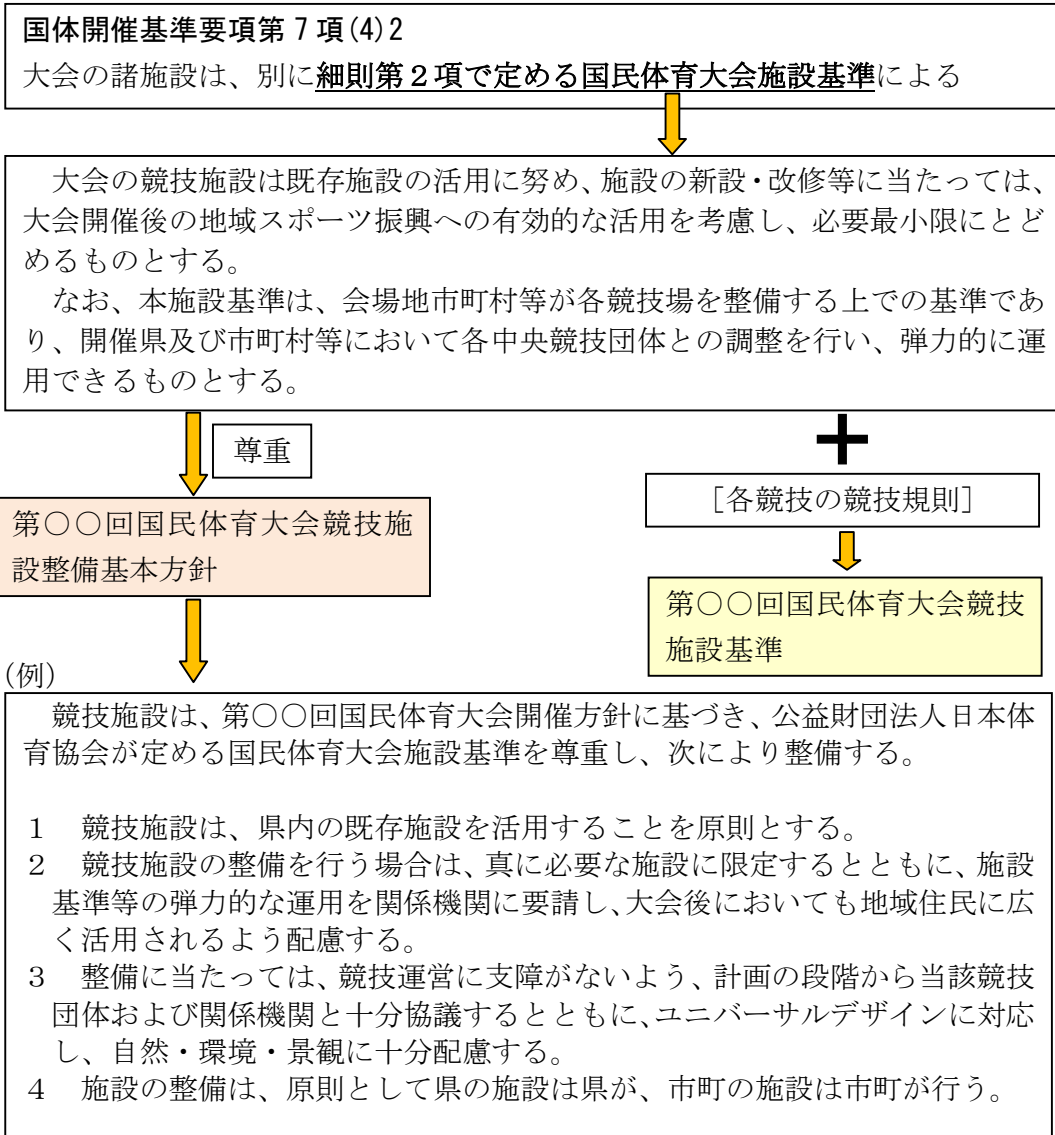 国体開催基準要項第７項(4)2
大会の諸施設は、別に細則第２項で定める国民体育大会施設基準による
大会の競技施設は既存施設の活用に努め、施設の新設・改修等に当たっては、
大会開催後の地域スポーツ振興への有効的な活用を考慮し、必要最小限にとど
めるものとする。
なお、本施設基準は、会場地市町村等が各競技場を整備する上での基準であ
り、開催県及び市町村等において各中央競技団体との調整を行い、弾力的に運
用できるものとする。
尊重
［各競技の競技規則］
第○○回国民体育大会競技施
設整備基本方針
第○○回国民体育大会競技
施設基準
(例)
競技施設は、第○○回国民体育大会開催方針に基づき、公益財団法人日本体
育協会が定める国民体育大会施設基準を尊重し、次により整備する。
１　競技施設は、県内の既存施設を活用することを原則とする。
２　競技施設の整備を行う場合は、真に必要な施設に限定するとともに、施設
基準等の弾力的な運用を関係機関に要請し、大会後においても地域住民に広
く活用されるよう配慮する。
３　整備に当たっては、競技運営に支障がないよう、計画の段階から当該競技
団体および関係機関と十分協議するとともに、ユニバーサルデザインに対応
し、自然・環境・景観に十分配慮する。
４　施設の整備は、原則として県の施設は県が、市町の施設は市町が行う。